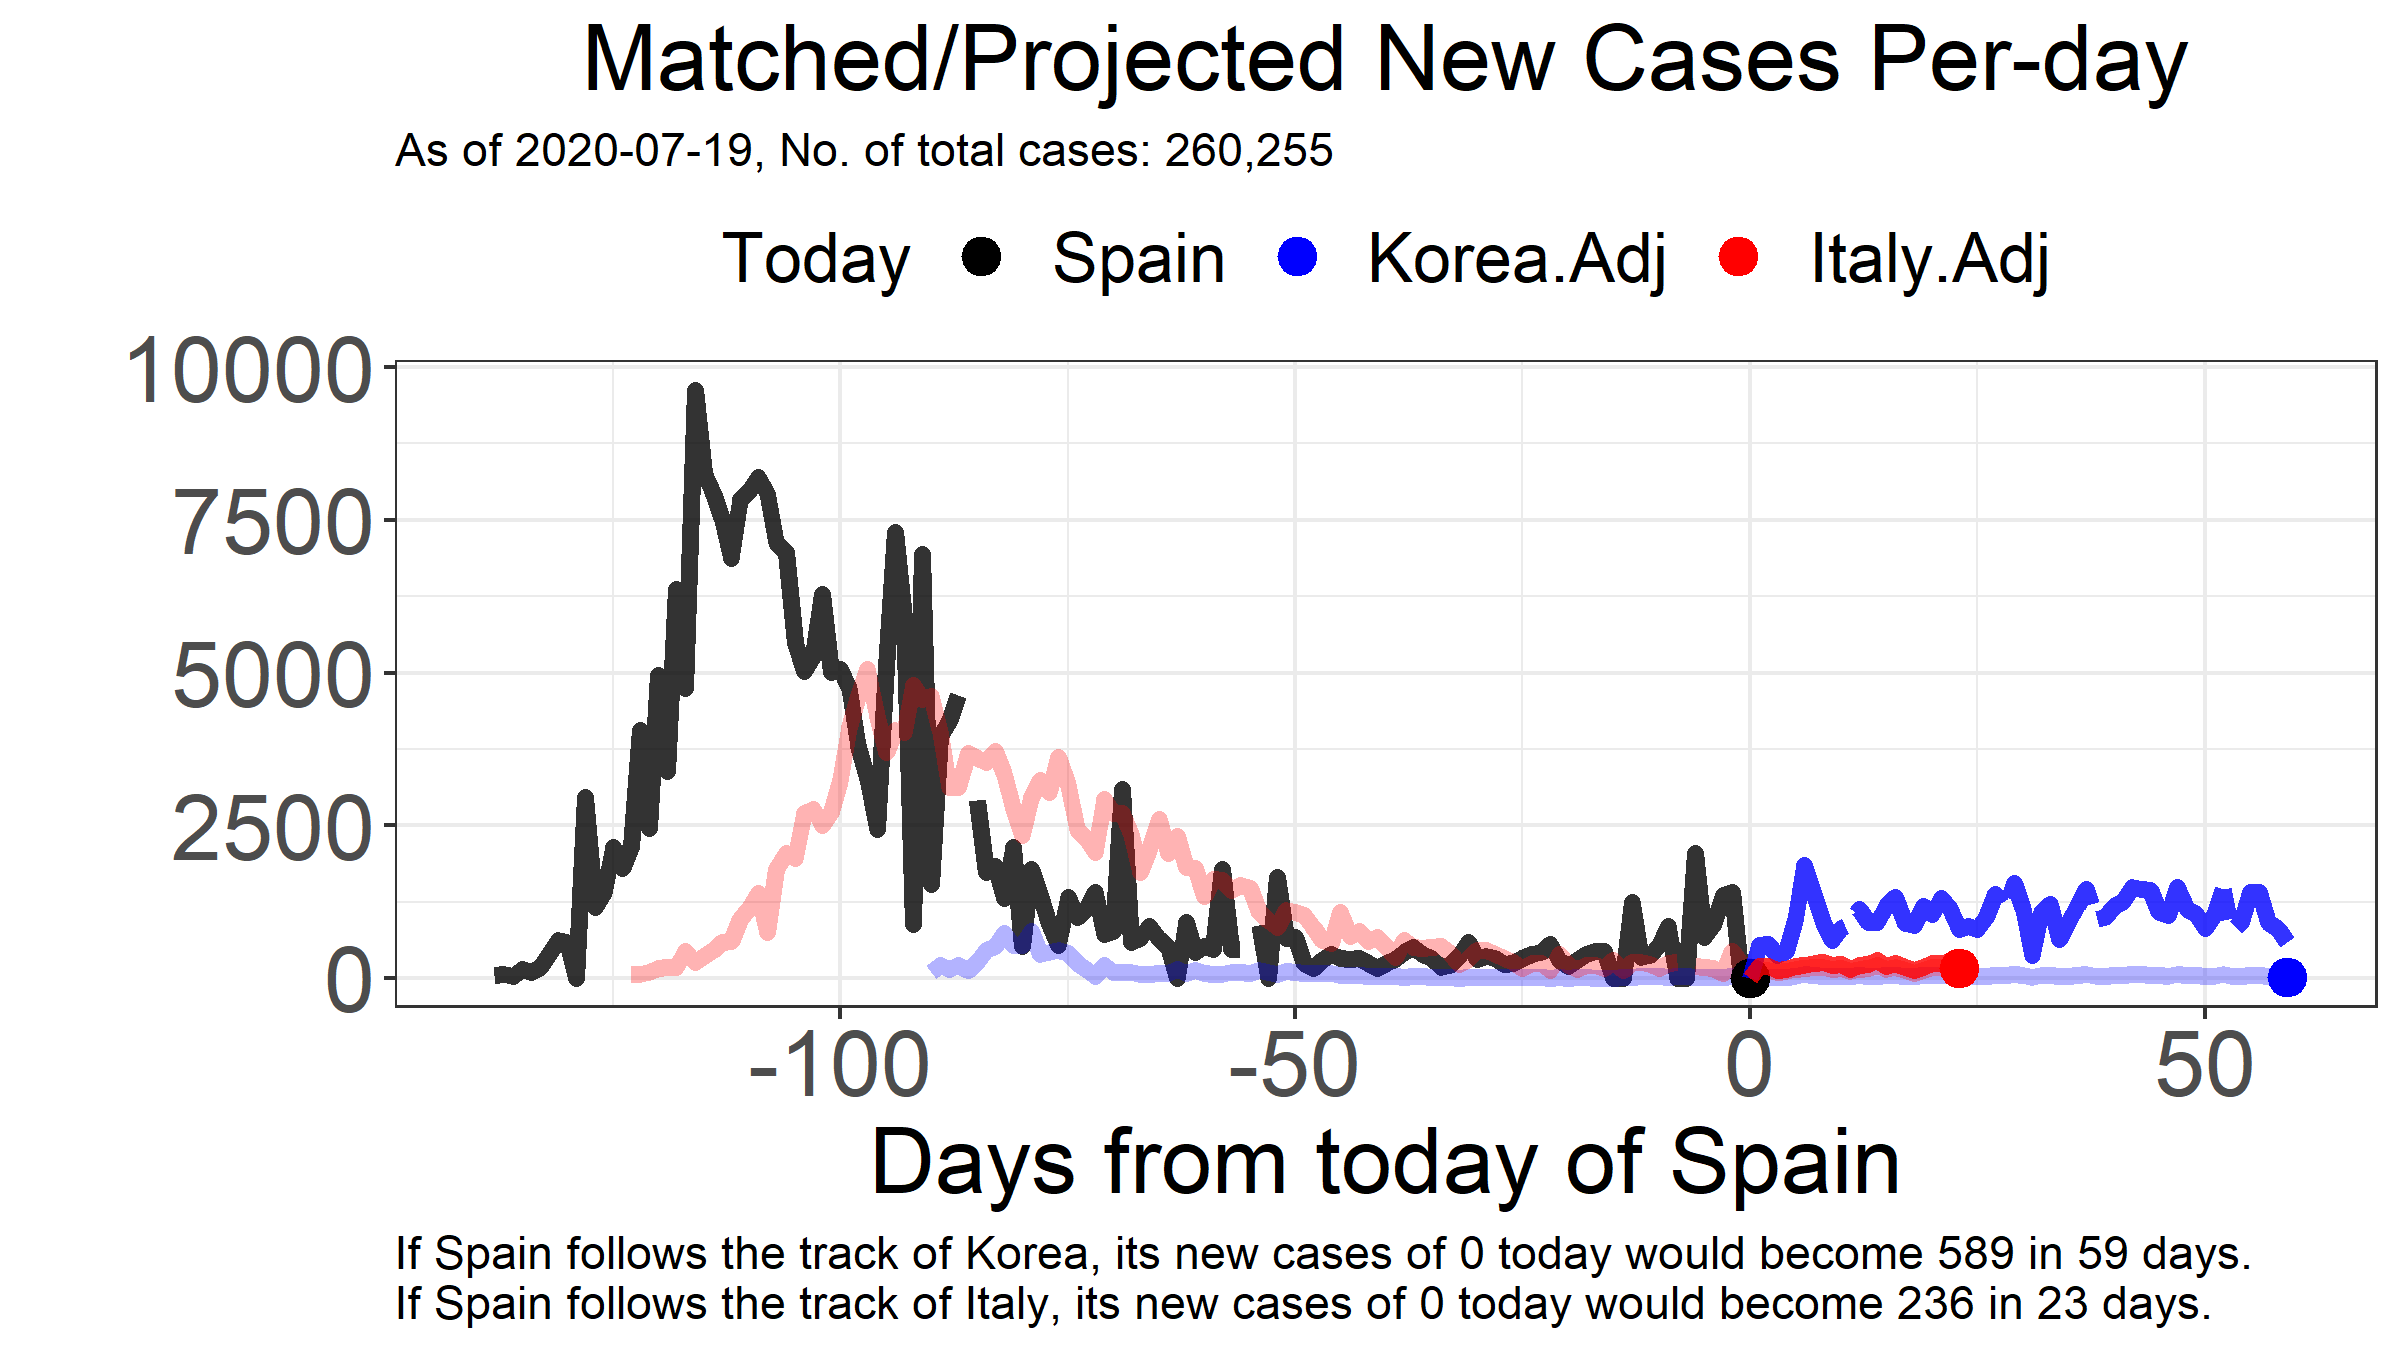 Matched/Projected New Cases Per-day
As of 2020-07-19, No. of total cases: 260,255
Today Spain Korea.Adj Italy.Adj
10000
7500
5000
2500
0
-100 -50 0 50
Days from today of Spain
If Spain follows the track of Korea, its new cases of 0 today would become 589 in 59 days.
If Spain follows the track of Italy, its new cases of 0 today would become 236 in 23 days.